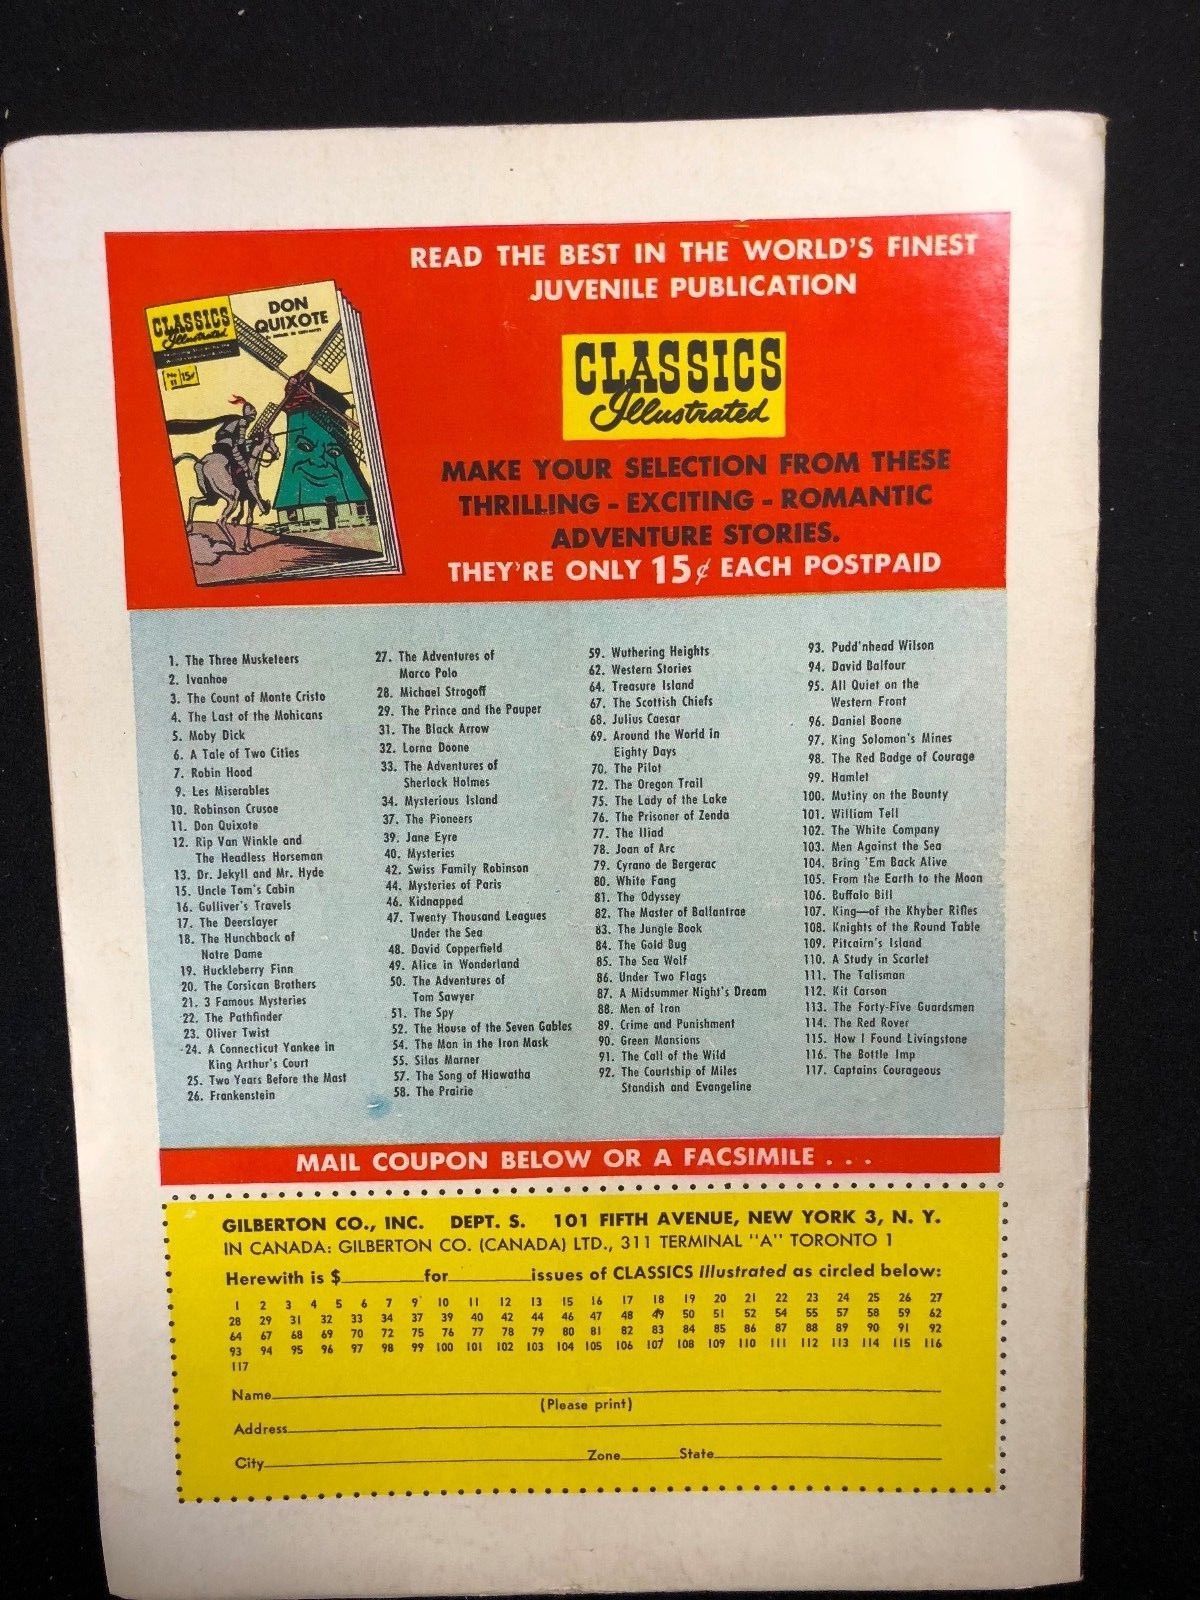 READ THE BEST IN THE WORLD'S FINEST
JUVENILE PUBLICATION
CLASSICS
Illustrated
DON
QUIXOTE
CLASSICS
Illustrated
No
11
15¢
MAKE YOUR SELECTION FROM THESE
THRILLING - EXCITING - ROMANTIC
ADVENTURE STORIES.
THEY'RE ONLY 15¢ EACH POSTPAID
1. The Three Musketeers
2. Ivanhoe
3. The Count of Monte Cristo
4. The Last of the Mohicans
5. Moby Dick
6. A Tale of Two Cities
7. Robin Hood
9. Les Miserables
10. Robinson Crusoe
11. Don Quixote
12. Rip Van Winkle and
The Headless Horseman
13. Dr. Jekyll and Mr. Hyde
15. Uncle Tom's Cabin
16. Gulliver's Travels
17. The Deerslayer
18. The Hunchback of
Notre Dame
19. Huckleberry Finn
20. The Corsican Brothers
21. 3 Famous Mysteries
22. The Pathfinder
23. Oliver Twist
24. A Connecticut Yankee in
King Arthur's Court
25. Two Years Before the Mast
26. Frankenstein
27. The Adventures of
Marco Polo
28. Michael Strogoff
29. The Prince and the Pauper
31. The Black Arrow
32. Lorna Doone
33. The Adventures of
Sherlock Holmes
34. Mysterious Island
37. The Pioneers
39. Jane Eyre
40. Mysteries
42. Swiss Family Robinson
44. Mysteries of Paris
46. Kidnapped
47. Twenty Thousand Leagues
Under the Sea
48. David Copperfield
49. Alice in Wonderland
50. The Adventures of
Tom Sawyer
51. The Spy
52. The House of the Seven Gables
54. The Man in the Iron Mask
55. Silas Marner
57. The Song of Hiawatha
58. The Prairie
59. Wuthering Heights
62. Western Stories
64. Treasure Island
67. The Scottish Chiefs
68. Julius Caesar
69. Around the World in
Eighty Days
70. The Pilot
72. The Oregon Trail
75. The Lady of the Lake
76. The Prisoner of Zenda
77. The Iliad
78. Joan of Arc
79. Cyrano de Bergerac
80. White Fang
81. The Odyssey
82. The Master of Ballantrae
83. The Jungle Book
84. The Gold Bug
85. The Sea Wolf
86. Under Two Flags
87. A Midsummer Night's Dream
88. Men of Iron
89. Crime and Punishment
90. Green Mansions
91. The Call of the Wild
92. The Courtship of Miles
Standish and Evangeline
93. Pudd'nhead Wilson
94. David Balfour
95. All Quiet on the
Western Front
96. Daniel Boone
97. King Solomon's Mines
98. The Red Badge of Courage
99. Hamlet
100. Mutiny on the Bounty
101. William Tell
102. The White Company
103. Men Against the Sea
104. Bring 'Em Back Alive
105. From the Earth to the Moon
106. Buffalo Bill
107. King—of the Khyber Rifles
108. Knights of the Round Table
109. Pitcairn's Island
110. A Study in Scarlet
111. The Talisman
112. Kit Carson
113. The Forty-Five Guardsmen
114. The Red Rover
115. How I Found Livingstone
116. The Bottle Imp
117. Captains Courageous
MAIL COUPON BELOW OR A FACSIMILE . . .
GILBERTON CO., INC. DEPT. S. 101 FIFTH AVENUE, NEW YORK 3, N. Y.
IN CANADA: GILBERTON CO. (CANADA) LTD., 311 TERMINAL "A" TORONTO 1
Herewith is $________for________issues of CLASSICS Illustrated as circled below:
1 2 3 4 5 6 7 9 10 11 12 13 15 16 17 18 19 20 21 22 23 24 25 26 27
28 29 31 32 33 34 37 39 40 42 44 46 47 48 49 50 51 52 54 55 57 58 59 62
64 67 68 69 70 72 75 76 77 78 79 80 81 82 83 84 85 86 87 88 89 90 91 92
93 94 95 96 97 98 99 100 101 102 103 104 105 106 107 108 109 110 111 112 113 114 115 116
117
Name
(Please print)
Address
City Zone State